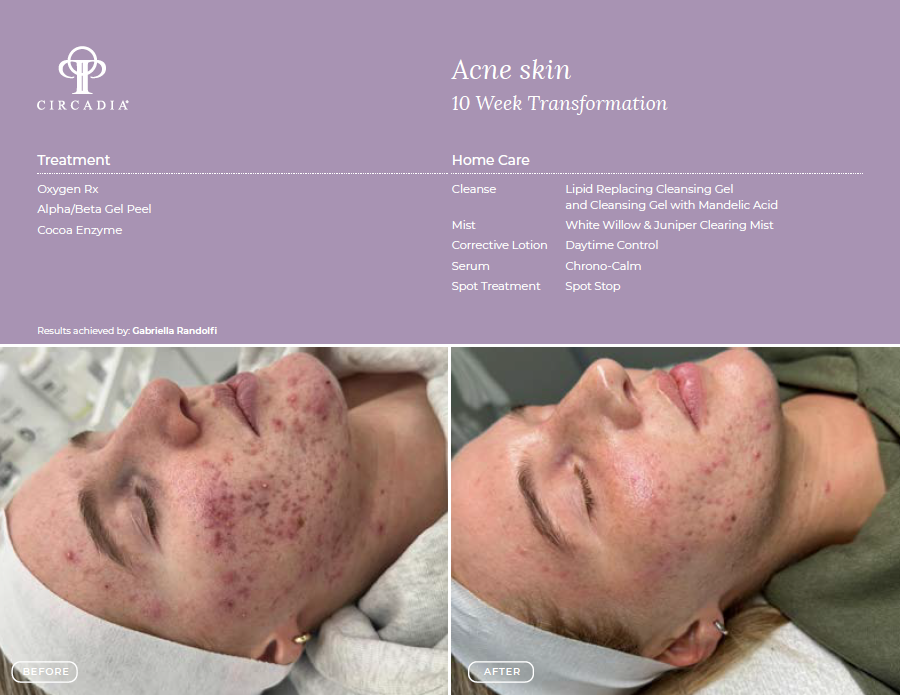 CIRCADIA®
Acne skin
10 Week Transformation
Treatment
Oxygen Rx
Alpha/Beta Gel Peel
Cocoa Enzyme
Home Care
Cleanse Lipid Replacing Cleansing Gel
and Cleansing Gel with Mandelic Acid
Mist White Willow & Juniper Clearing Mist
Corrective Lotion Daytime Control
Serum Chrono-Calm
Spot Treatment Spot Stop
Results achieved by: Gabriella Randolfi
BEFORE
AFTER